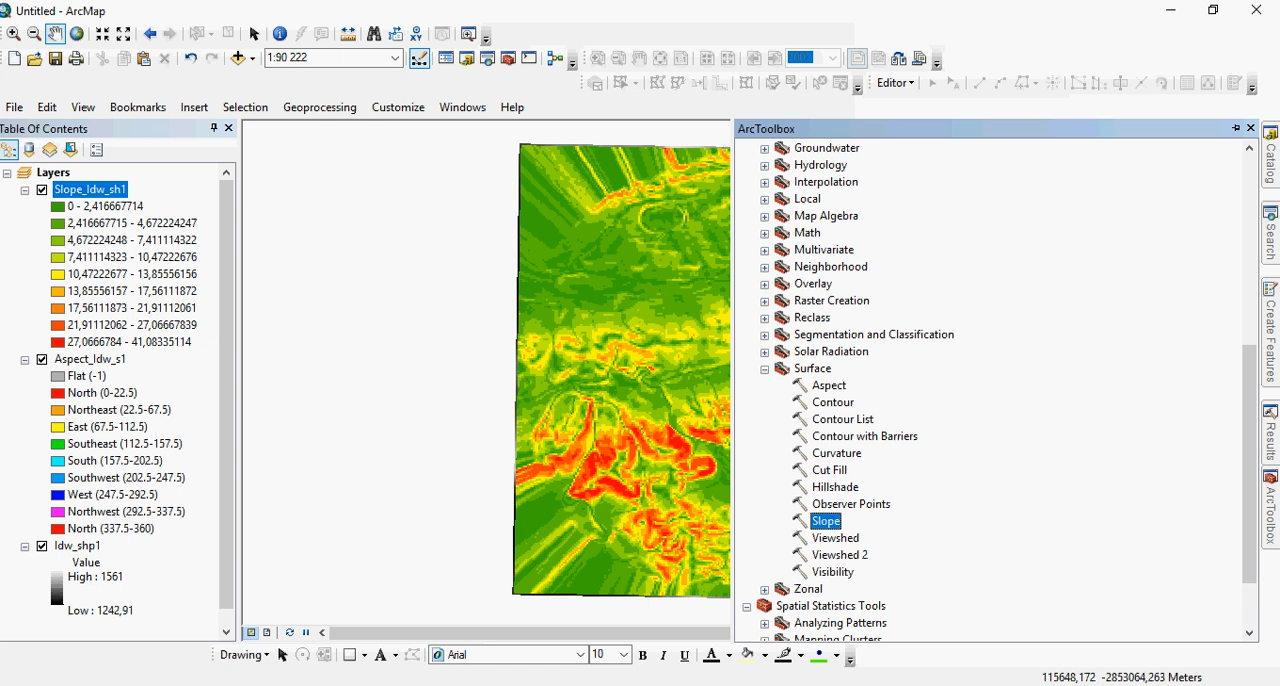 Untitled - ArcMap
1:90 222
Editor
File Edit View Bookmarks Insert Selection Geoprocessing Customize Windows Help
Table Of Contents
Layers
Slope_Idw_sh1
0 - 2,416667714
2,416667715 - 4,672224247
4,672224248 - 7,411114322
7,411114323 - 10,47222676
10,47222677 - 13,85556156
13,85556157 - 17,56111872
17,56111873 - 21,91112061
21,91112062 - 27,06667839
27,0666784 - 41,08335114
Aspect_Idw_s1
Flat (-1)
North (0-22.5)
Northeast (22.5-67.5)
East (67.5-112.5)
Southeast (112.5-157.5)
South (157.5-202.5)
Southwest (202.5-247.5)
West (247.5-292.5)
Northwest (292.5-337.5)
North (337.5-360)
Idw_shp1
Value
High : 1561
Low : 1242,91
ArcToolbox
Groundwater
Hydrology
Interpolation
Local
Map Algebra
Math
Multivariate
Neighborhood
Overlay
Raster Creation
Reclass
Segmentation and Classification
Solar Radiation
Surface
Aspect
Contour
Contour List
Contour with Barriers
Curvature
Cut Fill
Hillshade
Observer Points
Slope
Viewshed
Viewshed 2
Visibility
Zonal
Spatial Statistics Tools
Analyzing Patterns
Mapping Clusters
Catalog
Search
Create Features
Results
ArcToolbox
Drawing A Arial 10 B I U A
115648,172 -2853064,263 Meters